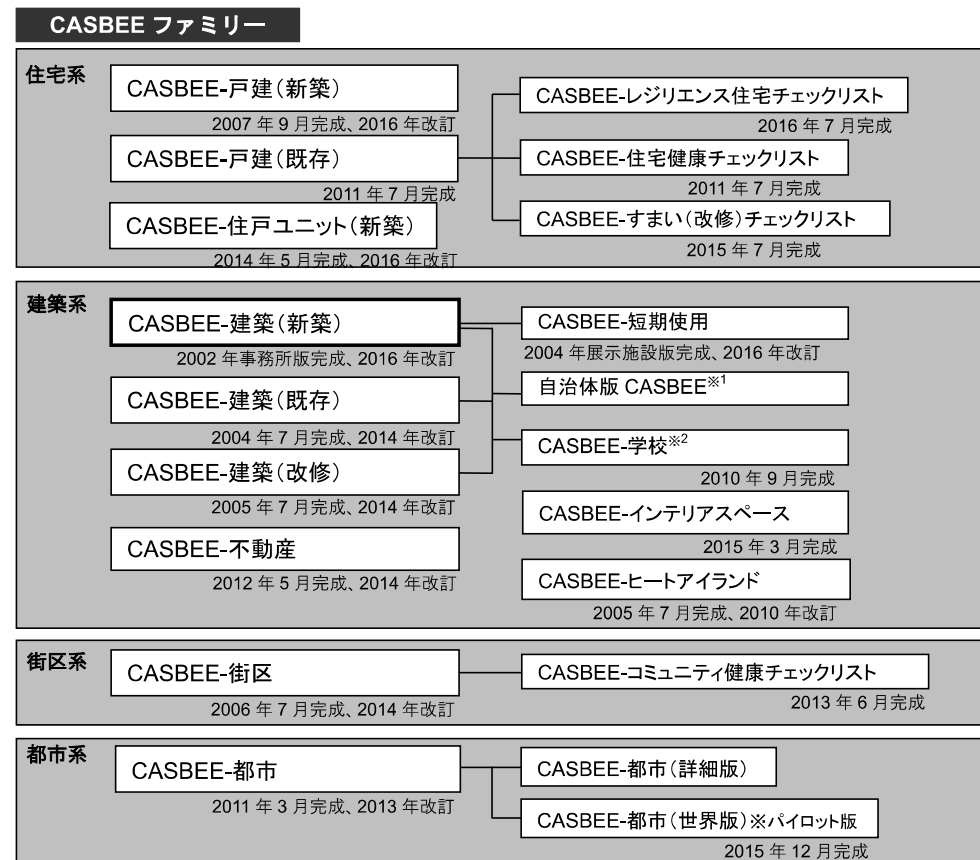 CASBEE ファミリー
住宅系
CASBEE-戸建(新築)
2007 年 9 月完成、2016 年改訂
CASBEE-戸建(既存)
2011 年 7 月完成
CASBEE-住戸ユニット(新築)
2014 年 5 月完成、2016 年改訂
CASBEE-レジリエンス住宅チェックリスト
2016 年 7 月完成
CASBEE-住宅健康チェックリスト
2011 年 7 月完成
CASBEE-すまい(改修)チェックリスト
2015 年 7 月完成
建築系
CASBEE-建築(新築)
2002 年事務所版完成、2016 年改訂
CASBEE-建築(既存)
2004 年 7 月完成、2014 年改訂
CASBEE-建築(改修)
2005 年 7 月完成、2014 年改訂
CASBEE-不動産
2012 年 5 月完成、2014 年改訂
CASBEE-短期使用
2004 年展示施設版完成、2016 年改訂
自治体版 CASBEE※1
CASBEE-学校※2
2010 年 9 月完成
CASBEE-インテリアスペース
2015 年 3 月完成
CASBEE-ヒートアイランド
2005 年 7 月完成、2010 年改訂
街区系
CASBEE-街区
2006 年 7 月完成、2014 年改訂
CASBEE-コミュニティ健康チェックリスト
2013 年 6 月完成
都市系
CASBEE-都市
2011 年 3 月完成、2013 年改訂
CASBEE-都市(詳細版)
CASBEE-都市(世界版)※パイロット版
2015 年 12 月完成